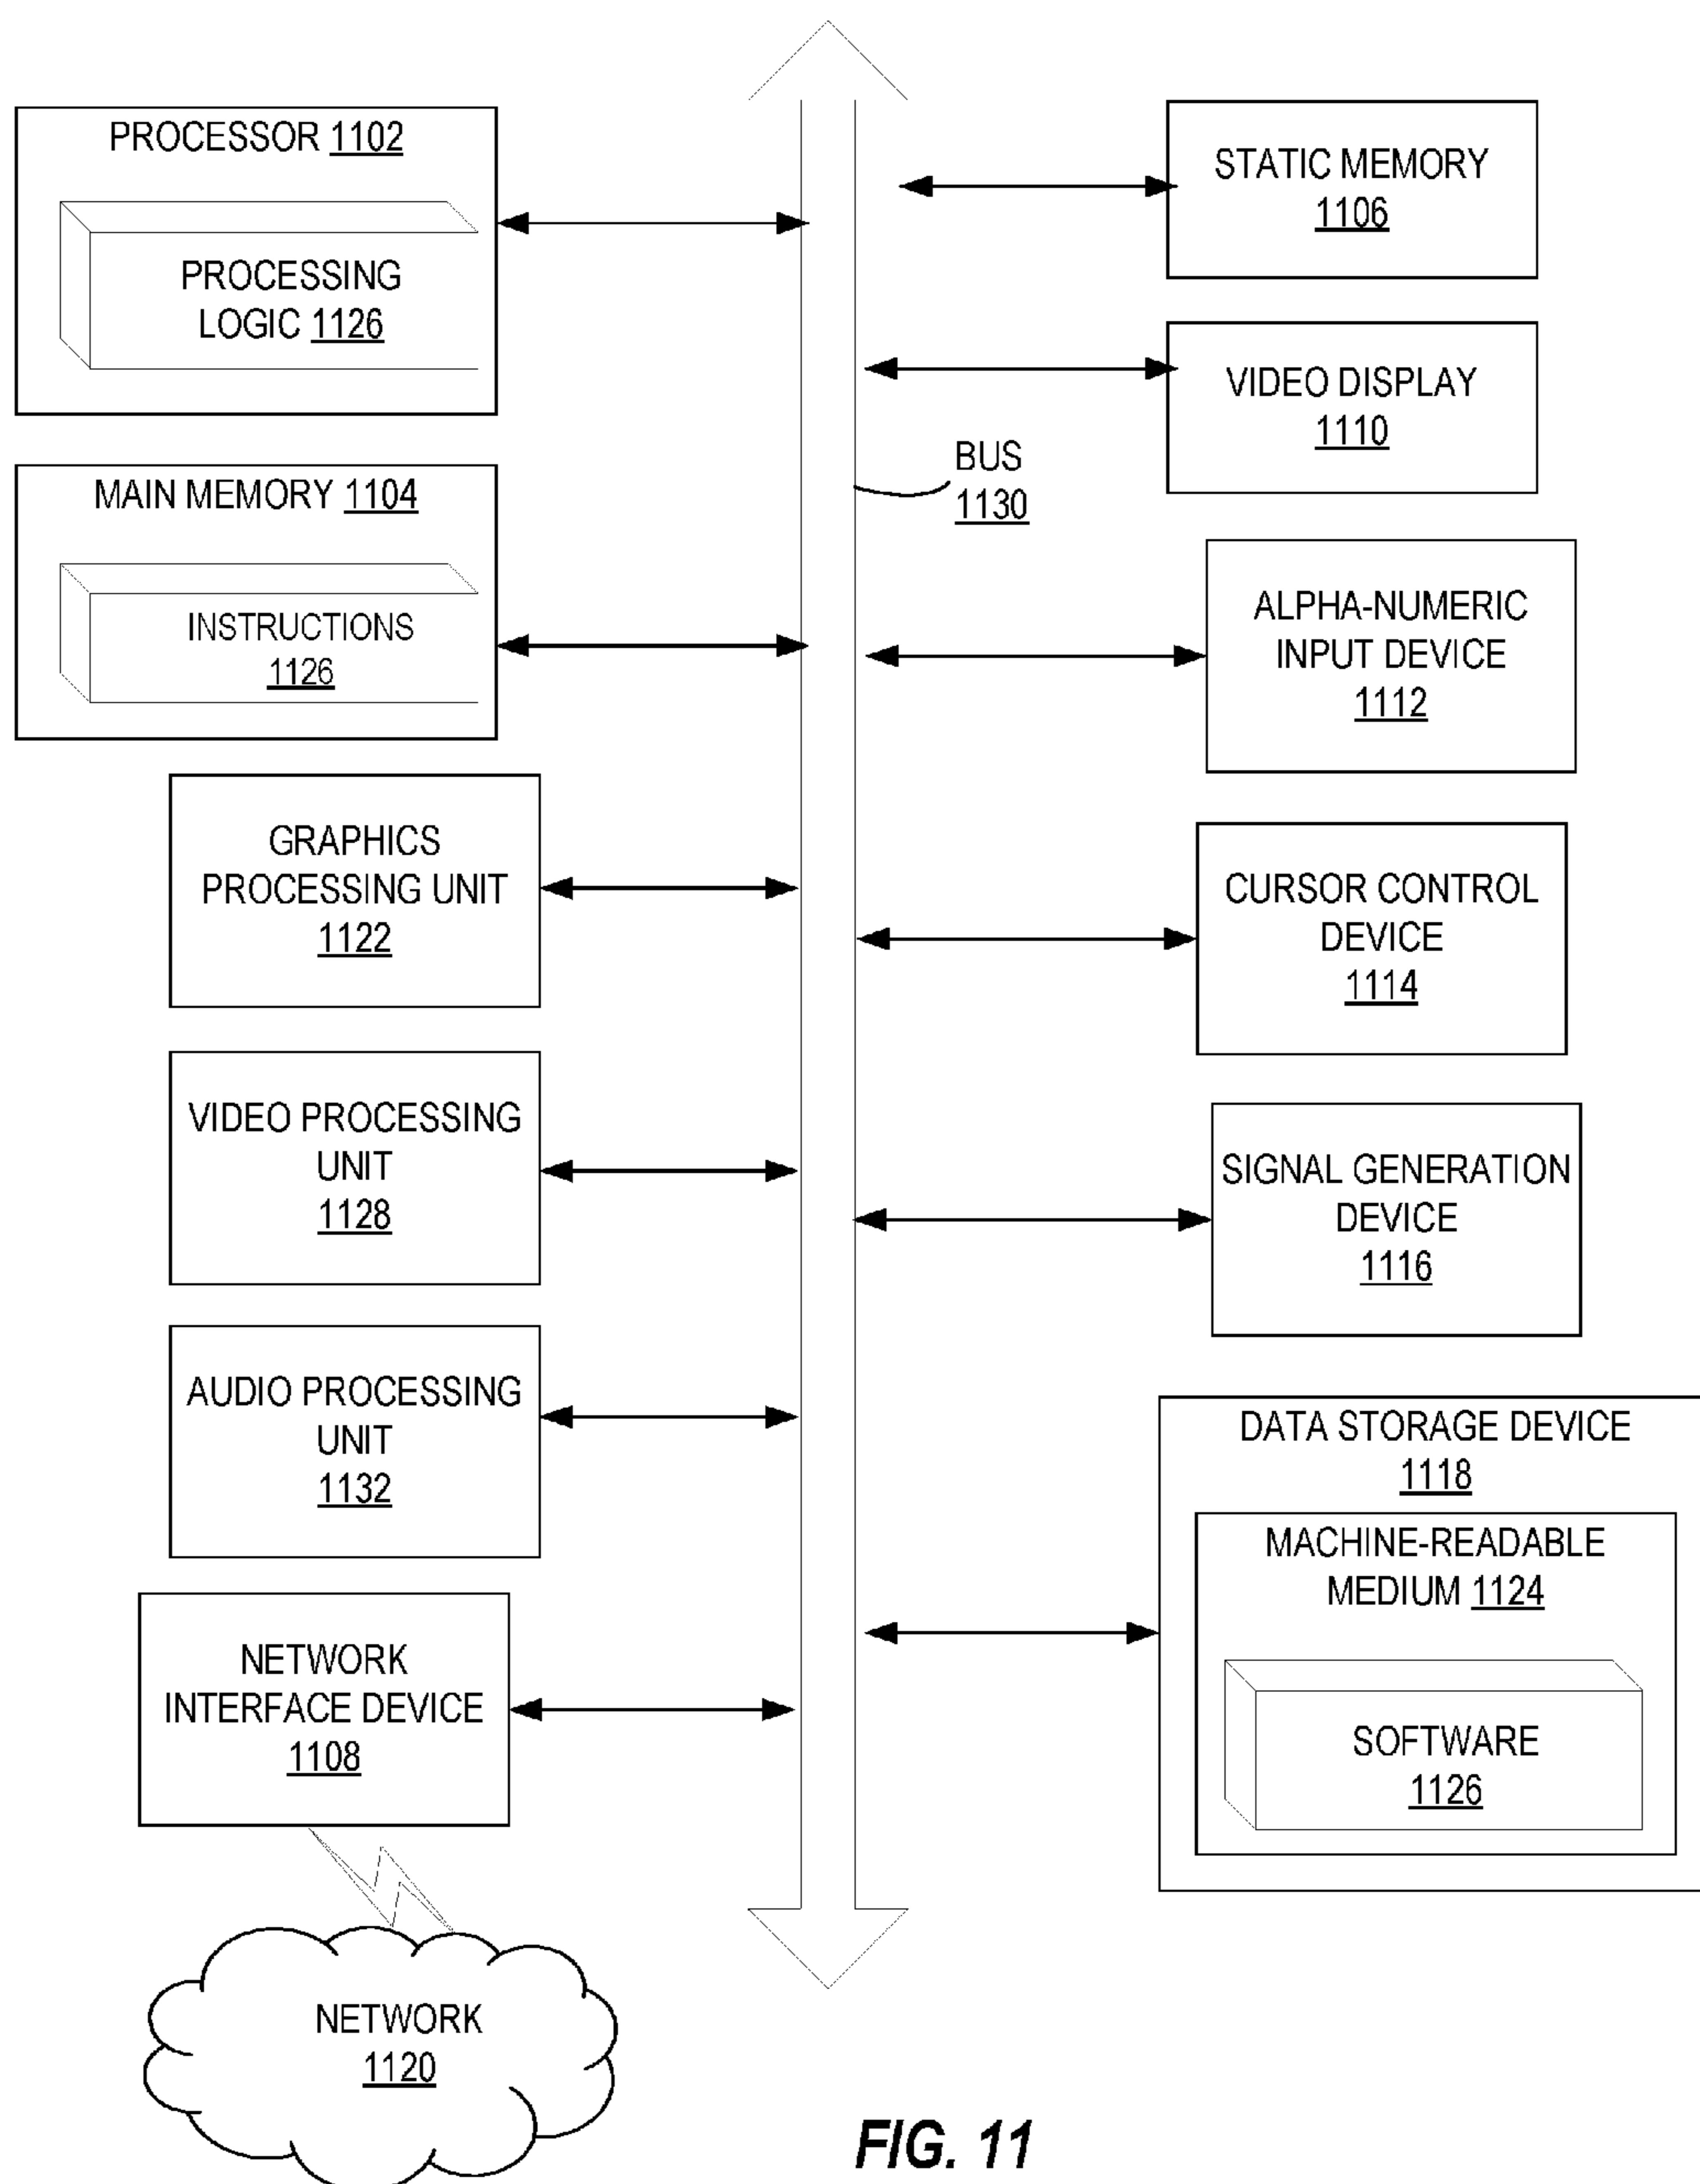 PROCESSOR 1102
PROCESSING
LOGIC 1126
MAIN MEMORY 1104
INSTRUCTIONS
1126
GRAPHICS
PROCESSING UNIT
1122
VIDEO PROCESSING
UNIT
1128
AUDIO PROCESSING
UNIT
1132
NETWORK
INTERFACE DEVICE
1108
NETWORK
1120
BUS
1130
STATIC MEMORY
1106
VIDEO DISPLAY
1110
ALPHA-NUMERIC
INPUT DEVICE
1112
CURSOR CONTROL
DEVICE
1114
SIGNAL GENERATION
DEVICE
1116
DATA STORAGE DEVICE
1118
MACHINE-READABLE
MEDIUM 1124
SOFTWARE
1126
FIG. 11